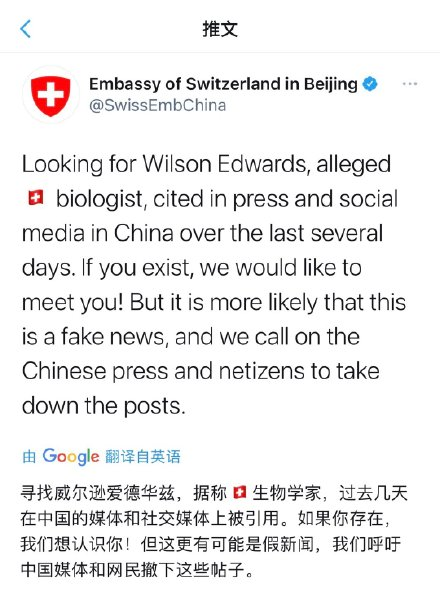 推文
Embassy of Switzerland in Beijing
@SwissEmbChina
Looking for Wilson Edwards, alleged
🇨🇭 biologist, cited in press and social
media in China over the last several
days. If you exist, we would like to
meet you! But it is more likely that this
is a fake news, and we call on the
Chinese press and netizens to take
down the posts.
由 Google 翻译自英语
寻找威尔逊爱德华兹，据称 🇨🇭 生物学家，过去几天
在中国的媒体和社交媒体上被引用。如果你存在，
我们想认识你！但这更有可能是假新闻，我们呼吁
中国媒体和网民撤下这些帖子。